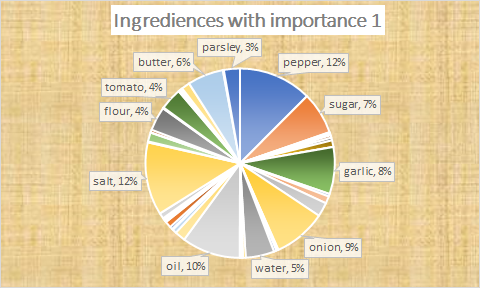 Ingrediences with importance 1
parsley, 3%
pepper, 12%
butter, 6%
tomato, 4%
sugar, 7%
flour, 4%
garlic, 8%
salt, 12%
onion, 9%
oil, 10%
water, 5%